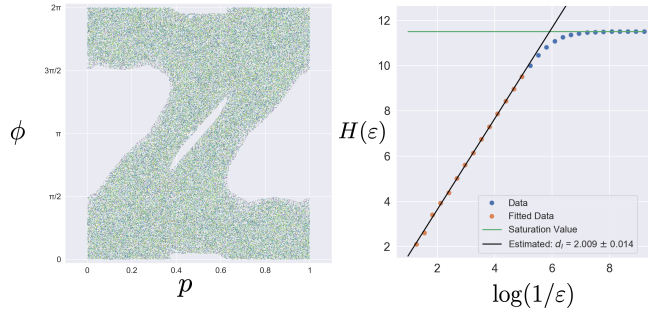 2π
3π/2
π
π/2
0
ϕ
0
0.2
0.4
0.6
0.8
1
p
12
10
8
6
4
2
H(ε)
Data
Fitted Data
Saturation Value
Estimated: d_I = 2.009 ± 0.014
2
4
6
8
log(1/ε)